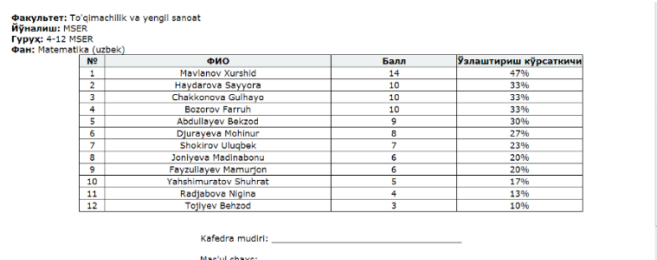 Факультет: To'qimachilik va yengil sanoat
Йўналиш: MSER
Гуруҳ: 4-12 MSER
Фан: Matematika (uzbek)
№ ФИО Балл Ўзлаштириш кўрсаткичи
1 Mavlanov Xurshid 14 47%
2 Haydarova Sayyora 10 33%
3 Chakkonova Gulhayo 10 33%
4 Bozorov Farruh 10 33%
5 Abdullayev Bekzod 9 30%
6 Djurayeva Mohinur 8 27%
7 Shokirov Ulugbek 7 23%
8 Joniyeva Madinabonu 6 20%
9 Fayzullayev Mamurjon 6 20%
10 Yahshimuratov Shuhrat 5 17%
11 Radjabova Nigina 4 13%
12 Tojiyev Behzod 3 10%
Kafedra mudiri:
Mas'ul shaxs: